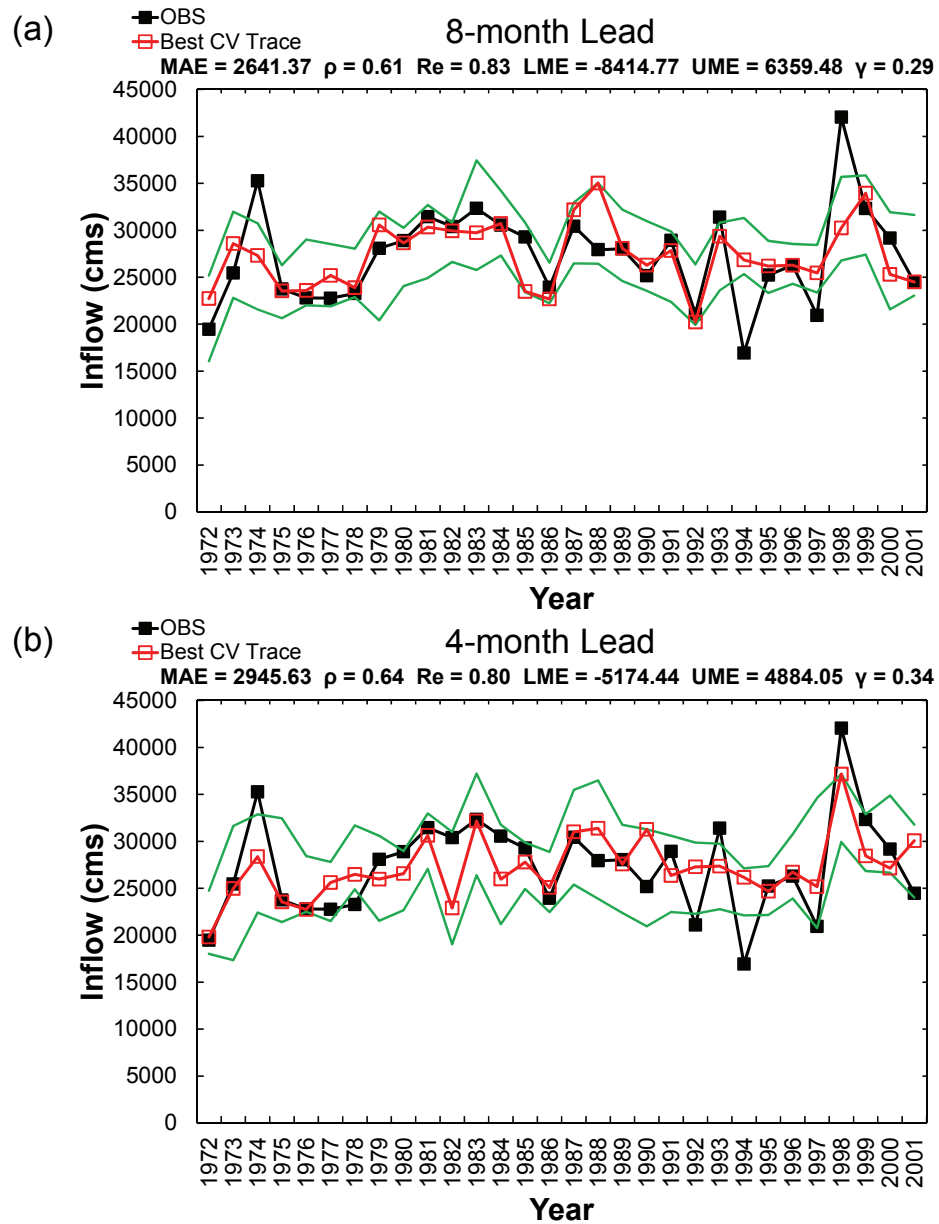 (a)
OBS
Best CV Trace
8-month Lead
MAE = 2641.37 ρ = 0.61 Re = 0.83 LME = -8414.77 UME = 6359.48 γ = 0.29
Inflow (cms)
45000
40000
35000
30000
25000
20000
15000
10000
5000
0
1972 1973 1974 1975 1976 1977 1978 1979 1980 1981 1982 1983 1984 1985 1986 1987 1988 1989 1990 1991 1992 1993 1994 1995 1996 1997 1998 1999 2000 2001
Year
(b)
OBS
Best CV Trace
4-month Lead
MAE = 2945.63 ρ = 0.64 Re = 0.80 LME = -5174.44 UME = 4884.05 γ = 0.34
Inflow (cms)
45000
40000
35000
30000
25000
20000
15000
10000
5000
0
1972 1973 1974 1975 1976 1977 1978 1979 1980 1981 1982 1983 1984 1985 1986 1987 1988 1989 1990 1991 1992 1993 1994 1995 1996 1997 1998 1999 2000 2001
Year